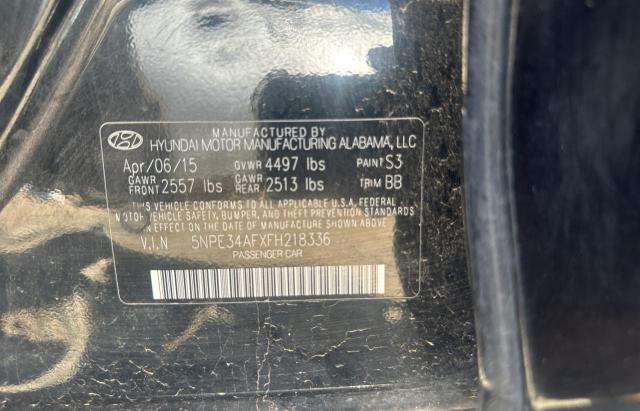 MANUFACTURED BY
HYUNDAI MOTOR MANUFACTURING ALABAMA, LLC
Apr/06/15 GVWR 4497 lbs PAINT S3
GAWR FRONT 2557 lbs GAWR REAR 2513 lbs TRIM BB
THIS VEHICLE CONFORMS TO ALL APPLICABLE U.S.A. FEDERAL
MOTOR VEHICLE SAFETY, BUMPER, AND THEFT PREVENTION
STANDARDS IN EFFECT ON THE DATE OF MANUFACTURE SHOWN ABOVE.
V.I.N 5NPE34AFXFH218336
PASSENGER CAR